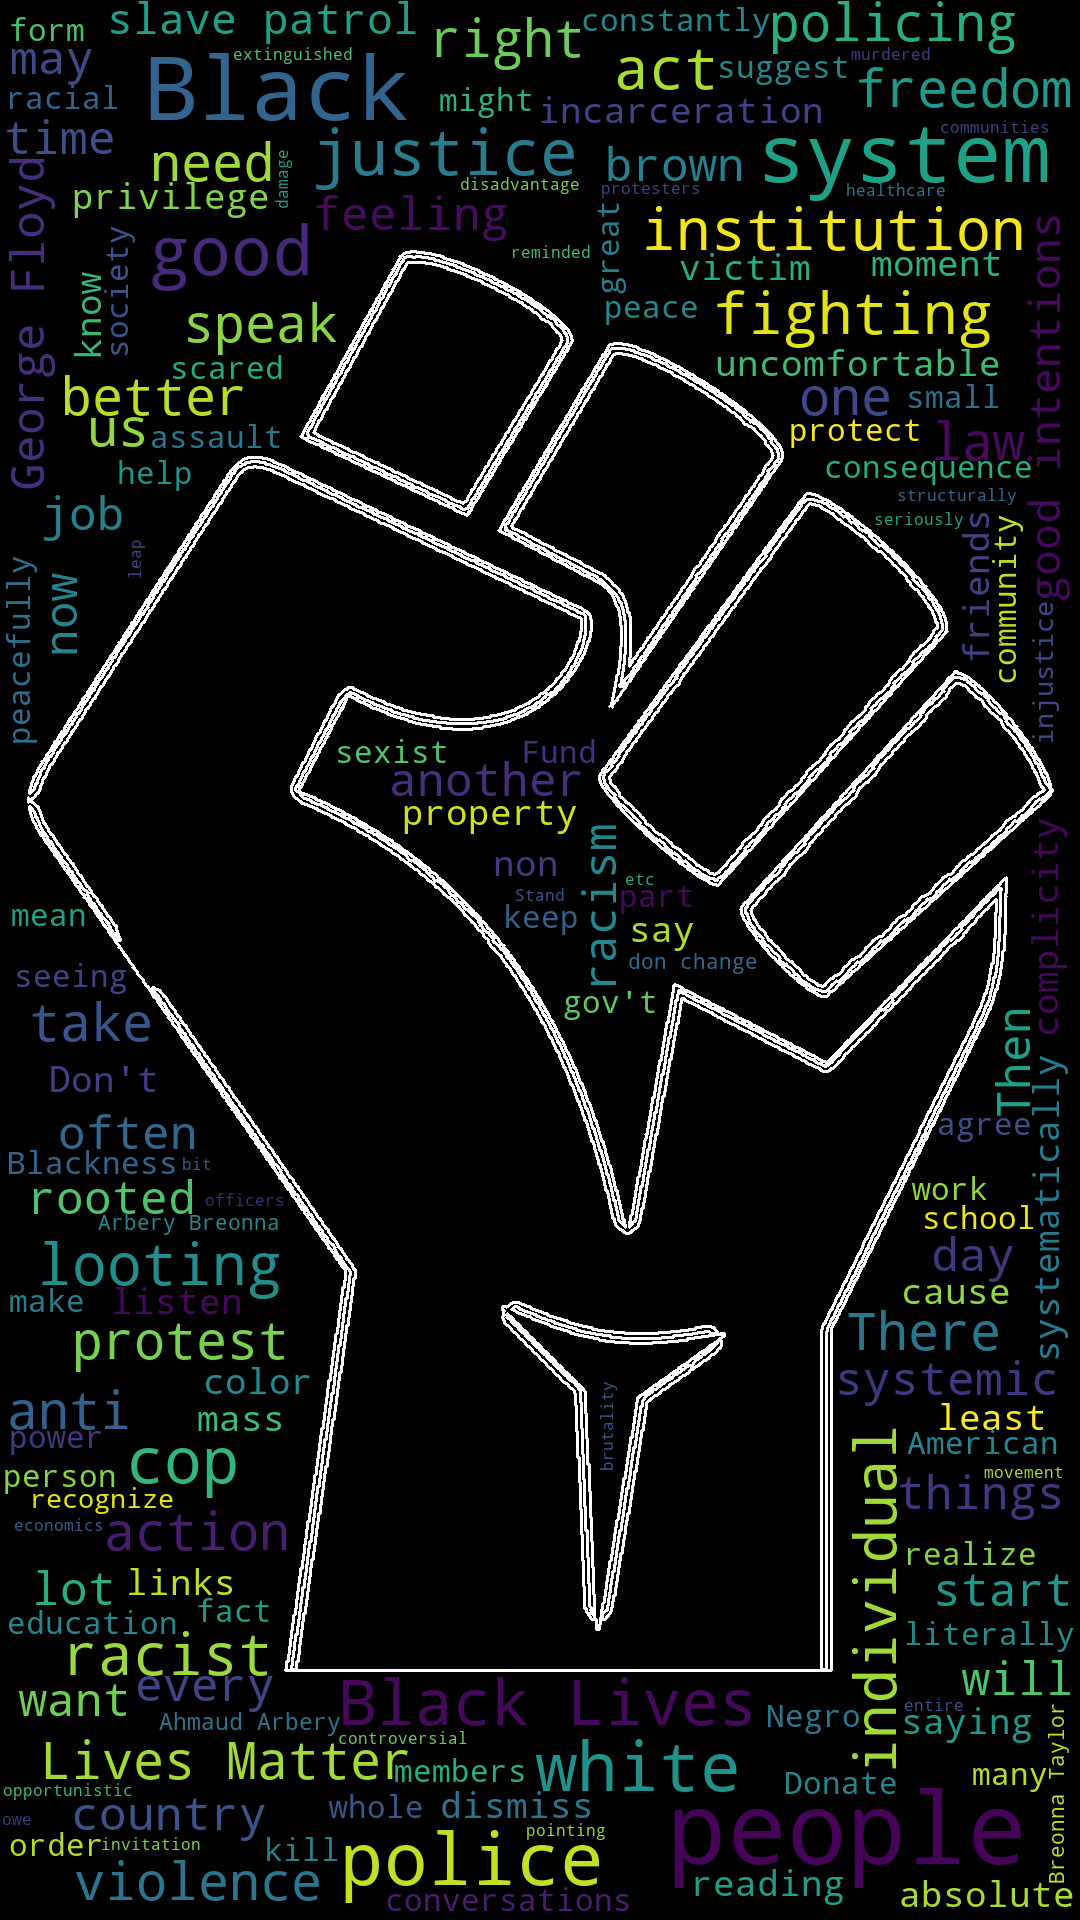 form
slave patrol
right
constantly
policing
may
extinguished
Black
act
suggest
murdered
freedom
racial
might
incarceration
time
communities
need
damage
justice
brown
system
privilege
disadvantage
protesters
healthcare
George Floyd
feeling
great
institution
good intentions
good
reminded
victim
moment
know
society
speak
peace
fighting
scared
uncomfortable
better
one
small
us
assault
protect
law
help
consequence
job
structurally
seriously
leap
friends
community
peacefully
now
injustice
sexist
Fund
another
property
racism
non
etc
Stand
part
complicity
mean
keep
say
don change
seeing
gov't
take
Then
Don't
systematically
often
agree
Blackness
bit
rooted
officers
work
Arbery Breonna
school
looting
day
make
listen
cause
protest
There
color
brutality
systemic
anti
mass
least
power
individual
American
cop
person
movement
recognize
things
economics
action
realize
lot
links
start
education
fact
literally
racist
will
want
every
Black Lives
entire
Ahmaud Arbery
Negro
saying
controversial
Breonna Taylor
Lives Matter
members
white
Donate
many
opportunistic
owe
country
whole
dismiss
people
order
invitation
kill
pointing
police
violence
reading
conversations
absolute